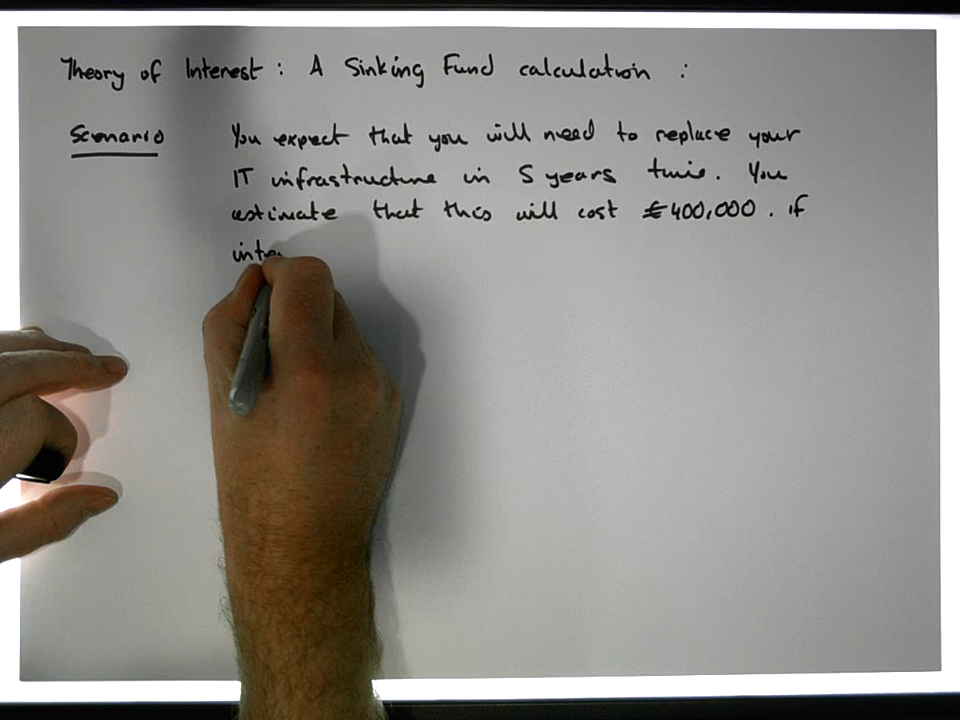 Theory of Interest : A Sinking Fund calculation :
Scenario
You expect that you will need to replace your
IT infrastructure in 5 years time. You
estimate that this will cost €400,000. if
inte